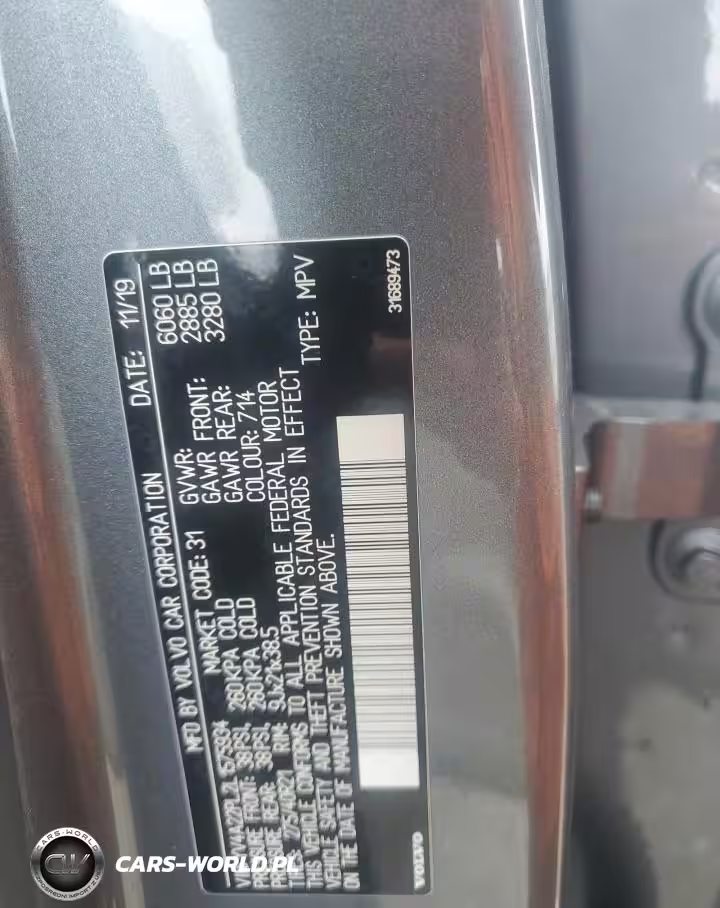 MFD BY VOLVO CAR CORPORATION DATE: 11/19
MARKET CODE: 31 GVWR: 6060 LB
PRESSURE FRONT: 38PSI, 260KPA COLD GAWR FRONT: 2885 LB
PRESSURE REAR: 38PSI, 260KPA COLD GAWR REAR: 3280 LB
275/40R21 RIM: 9Jx21x38.5 COLOUR: 714
THIS VEHICLE CONFORMS TO ALL APPLICABLE FEDERAL MOTOR TYPE: MPV
VEHICLE SAFETY AND THEFT PREVENTION STANDARDS IN EFFECT
ON THE DATE OF MANUFACTURE SHOWN ABOVE.
VOLVO
31689473
CARS-WORLD
CW
CARS-WORLD.PL